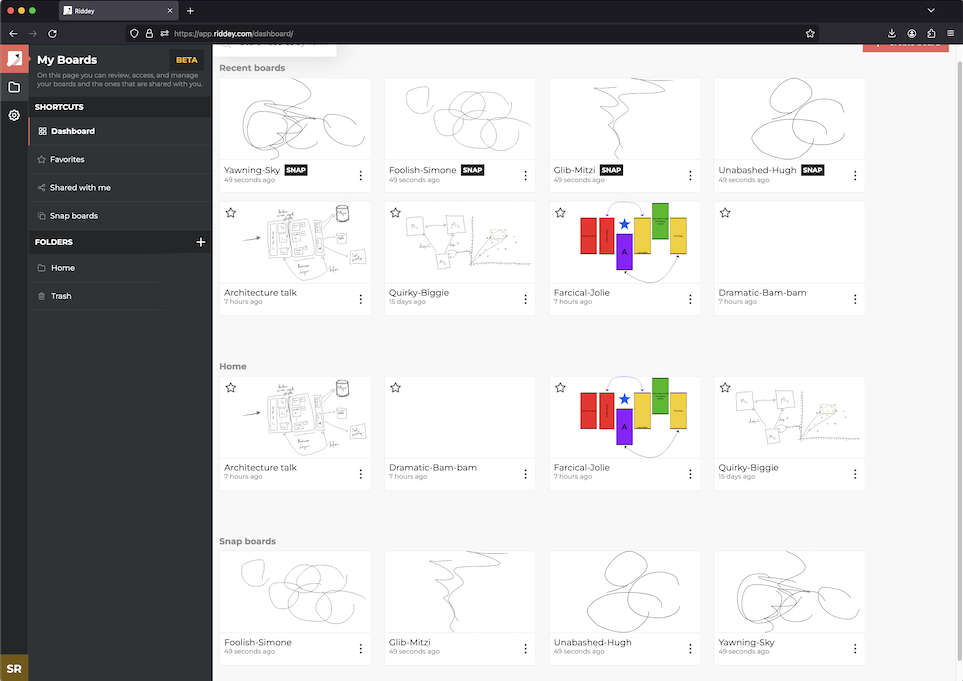 Riddey
https://app.riddey.com/dashboard/
My Boards
BETA
On this page you can review, access, and manage
your boards and the ones that are shared with you.
SHORTCUTS
Dashboard
Favorites
Shared with me
Snap boards
FOLDERS
Home
Trash
SR
Recent boards
Yawning-Sky SNAP
49 seconds ago
Foolish-Simone SNAP
49 seconds ago
Glib-Mitzi SNAP
49 seconds ago
Unabashed-Hugh SNAP
49 seconds ago
Architecture talk
7 hours ago
Quirky-Biggie
15 days ago
A
Farcical-Jolie
7 hours ago
Dramatic-Bam-bam
7 hours ago
Home
Architecture talk
7 hours ago
Dramatic-Bam-bam
7 hours ago
A
Farcical-Jolie
7 hours ago
Quirky-Biggie
15 days ago
Snap boards
Foolish-Simone
49 seconds ago
Glib-Mitzi
49 seconds ago
Unabashed-Hugh
49 seconds ago
Yawning-Sky
49 seconds ago